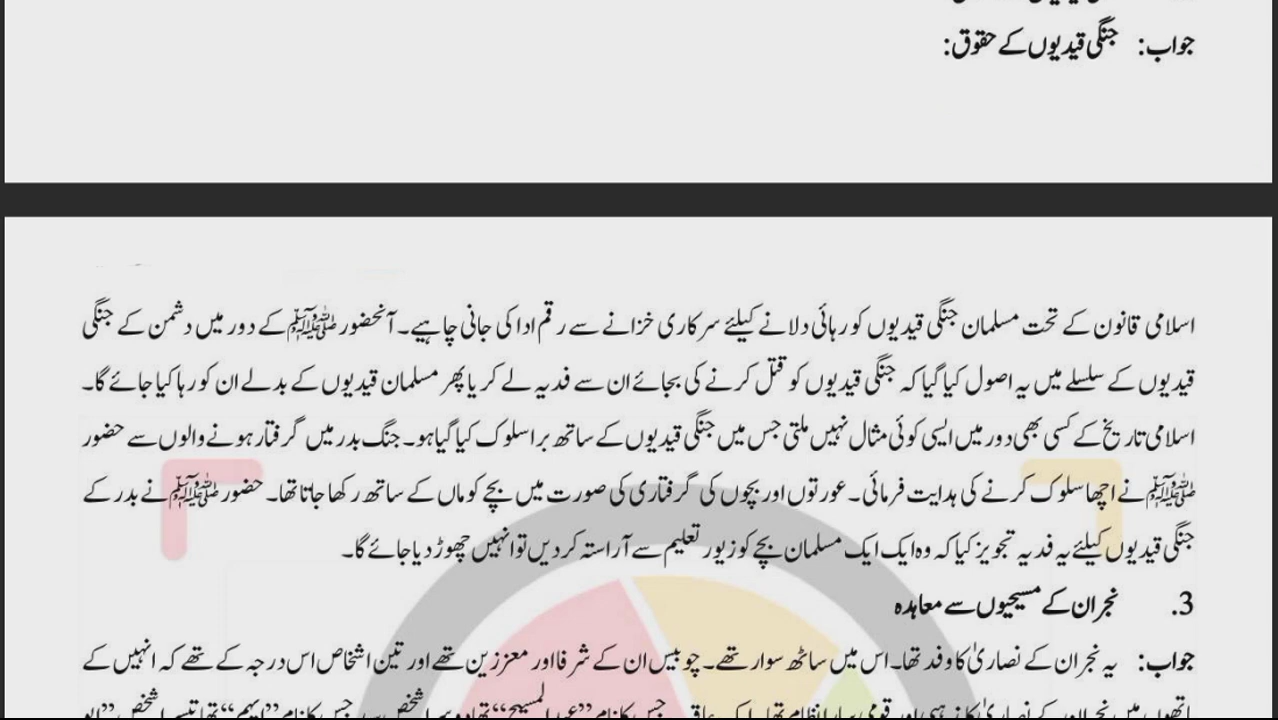 جواب: جنگی قیدیوں کے حقوق:
اسلامی قانون کے تحت مسلمان جنگی قیدیوں کو رہائی دلانے کیلئے سرکاری خزانے سے رقم ادا کی جانی چاہیے۔ آنحضور ﷺ کے دور میں دشمن کے جنگی
قیدیوں کے سلسلے میں یہ اصول کیا گیا کہ جنگی قیدیوں کو قتل کرنے کی بجائے ان سے فدیہ لے کر یا پھر مسلمان قیدیوں کے بدلے ان کو رہا کیا جائے گا۔
اسلامی تاریخ کے کسی بھی دور میں ایسی کوئی مثال نہیں ملتی جس میں جنگی قیدیوں کے ساتھ برا سلوک کیا گیا ہو۔ جنگ بدر میں گرفتار ہونے والوں سے حضور
ﷺ نے اچھا سلوک کرنے کی ہدایت فرمائی۔ عورتوں اور بچوں کی گرفتاری کی صورت میں بچے کو ماں کے ساتھ رکھا جاتا تھا۔ حضور ﷺ نے بدر کے
جنگی قیدیوں کیلئے یہ فدیہ تجویز کیا کہ وہ ایک ایک مسلمان بچے کو زیور تعلیم سے آراستہ کر دیں تو انہیں چھوڑ دیا جائے گا۔
3. نجران کے مسیحیوں سے معاہدہ
جواب: یہ نجران کے نصاریٰ کا وفد تھا۔ اس میں ساٹھ سوار تھے۔ چوبیس ان کے شرفا اور معززین تھے اور تین اشخاص اس درجہ کے تھے کہ انہیں کے